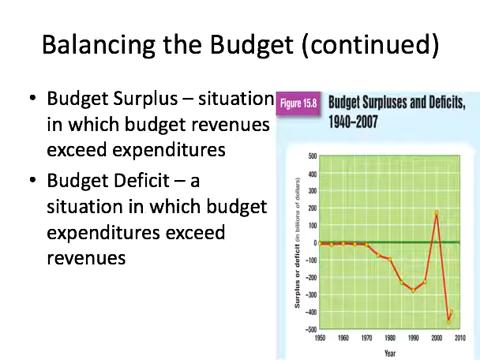 Balancing the Budget (continued)
• Budget Surplus – situation
in which budget revenues
exceed expenditures
• Budget Deficit – a
situation in which budget
expenditures exceed
revenues
Figure 15.8
Budget Surpluses and Deficits,
1940–2007
Surplus or deficit (in billions of dollars)
500
400
300
200
100
0
–100
–200
–300
–400
–500
1950 1960 1970 1980 1990 2000 2010
Year